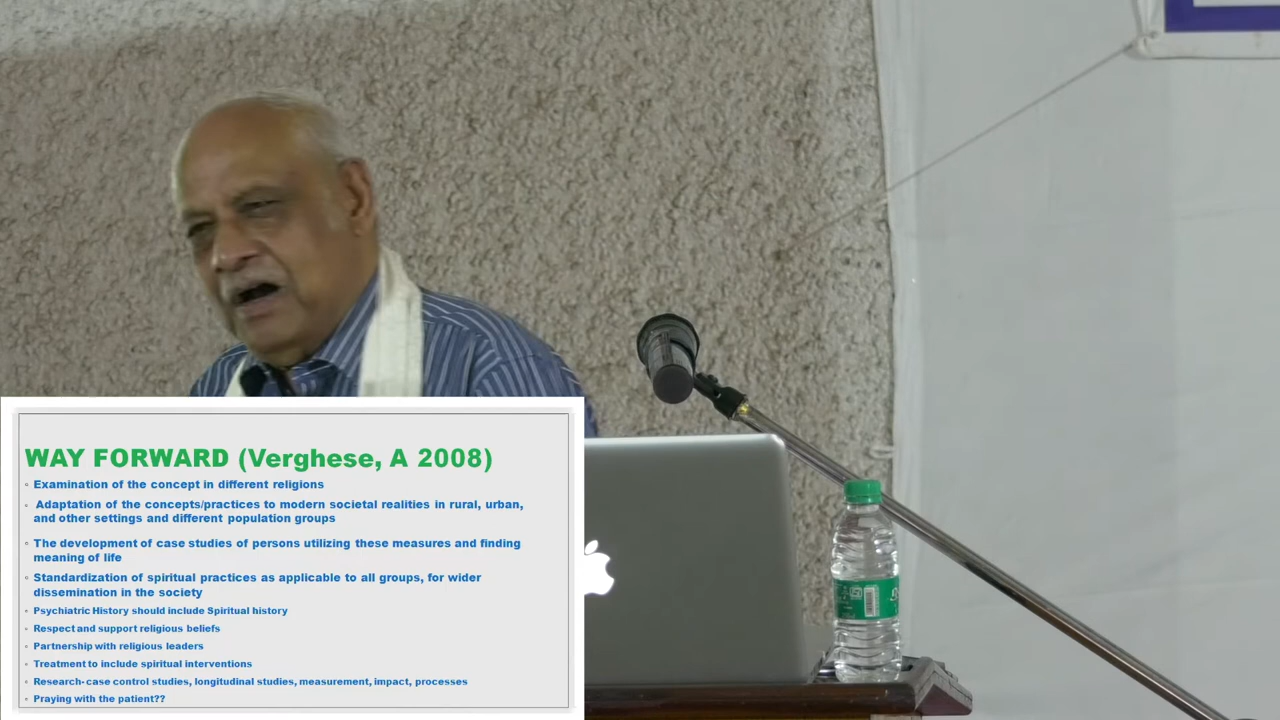 WAY FORWARD (Verghese, A 2008)
Examination of the concept in different religions
Adaptation of the concepts/practices to modern societal realities in rural, urban,
and other settings and different population groups
The development of case studies of persons utilizing these measures and finding
meaning of life
Standardization of spiritual practices as applicable to all groups, for wider
dissemination in the society
Psychiatric History should include Spiritual history
Respect and support religious beliefs
Partnership with religious leaders
Treatment to include spiritual interventions
Research- case control studies, longitudinal studies, measurement, impact, processes
Praying with the patient??